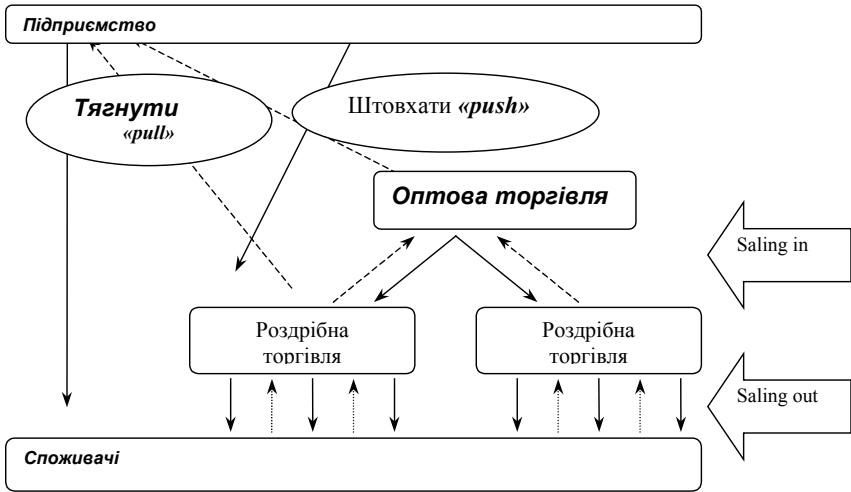 Підприємство
Тягнути
«pull»
Штовхати «push»
Оптова торгівля
Saling in
Роздрібна
торгівля
Роздрібна
торгівля
Saling out
Споживачі